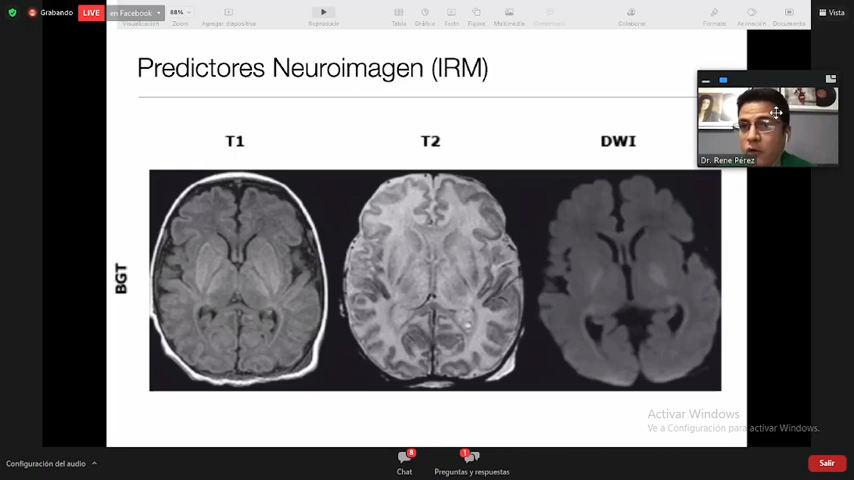 Grabando
LIVE
en Facebook
88%
Vista
Visualización
Zoom
Agregar diapositiva
Reproducir
Tabla
Gráfica
Texto
Figura
Multimedia
Comentario
Colaborar
Formato
Animación
Documento
Predictores Neuroimagen (IRM)
T1
T2
DWI
BGT
Dr. Rene Pérez
Activar Windows
Ve a Configuración para activar Windows.
Configuración del audio
8
Chat
1
Preguntas y respuestas
Salir